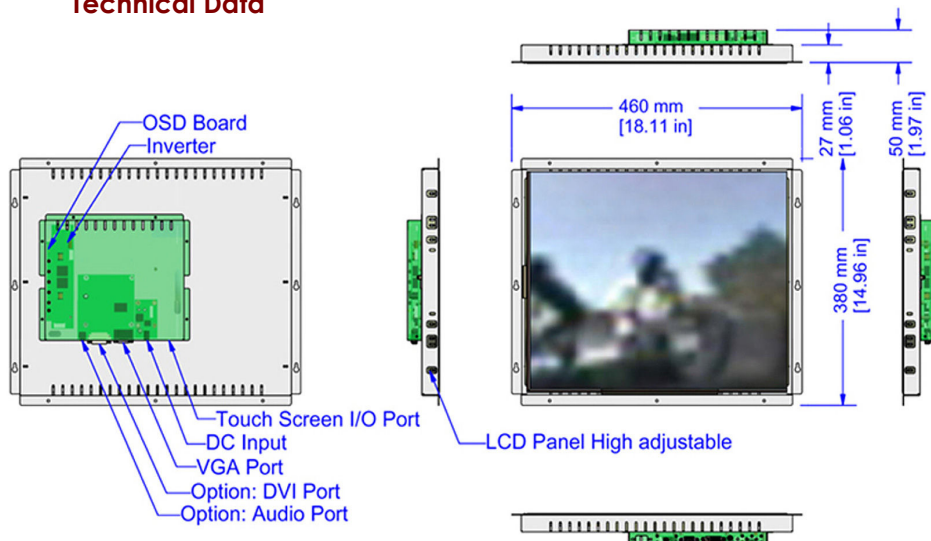 Technical Data
OSD Board
Inverter
460 mm
[18.11 in]
27 mm
[1.06 in]
50 mm
[1.97 in]
380 mm
[14.96 in]
Touch Screen I/O Port
DC Input
VGA Port
Option: DVI Port
Option: Audio Port
LCD Panel High adjustable